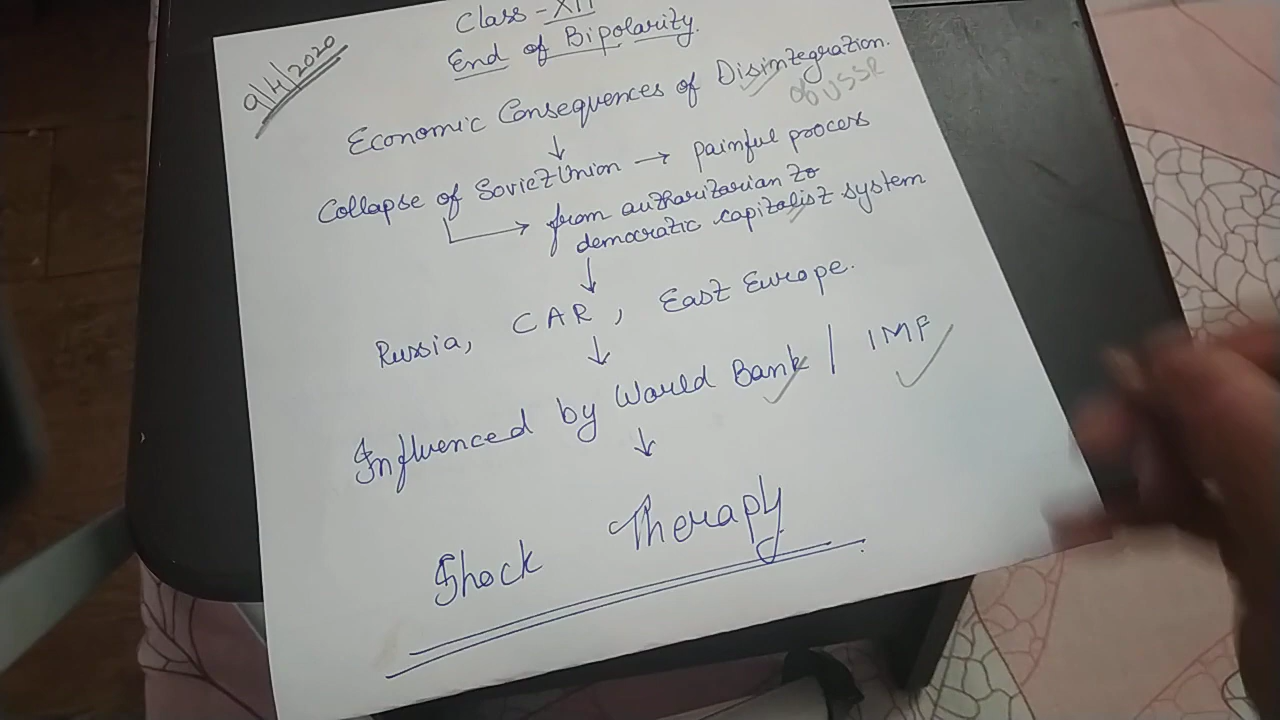 9/4/2020
Class - XII
End of Bipolarity.
Economic Consequences of Disintegration.
of USSR
↓
Collapse of Soviet Union → painful process
→ from autharitarian to
democratic capitalist system
↓
Russia, CAR, East Europe.
↓
Influenced by World Bank / IMF
↓
Shock Therapy